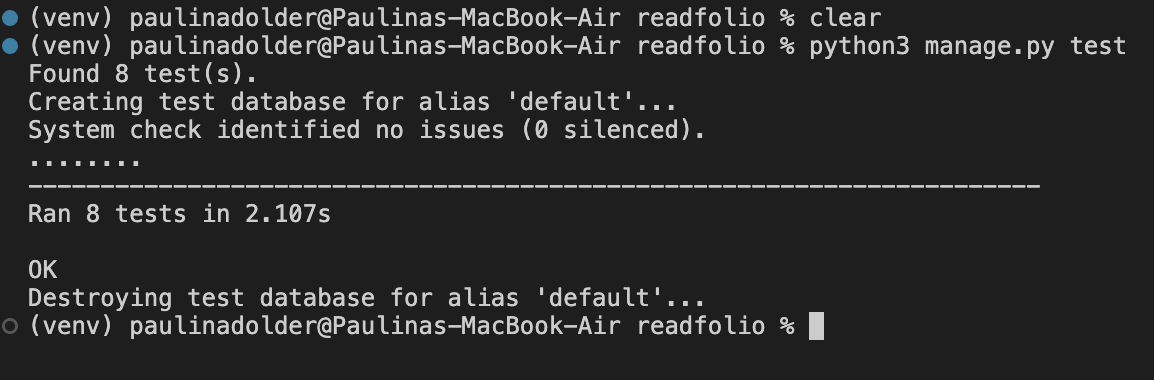 (venv) paulinadolder@Paulinas-MacBook-Air readfolio % clear
(venv) paulinadolder@Paulinas-MacBook-Air readfolio % python3 manage.py test
Found 8 test(s).
Creating test database for alias 'default'...
System check identified no issues (0 silenced).
........
----------------------------------------------------------------------
Ran 8 tests in 2.107s

OK
Destroying test database for alias 'default'...
(venv) paulinadolder@Paulinas-MacBook-Air readfolio %